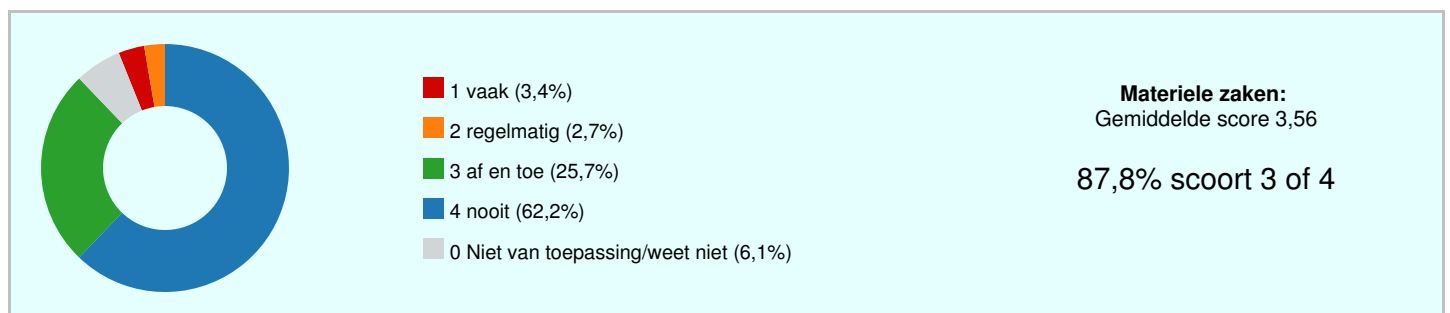 1 vaak (3,4%)
2 regelmatig (2,7%)
3 af en toe (25,7%)
4 nooit (62,2%)
0 Niet van toepassing/weet niet (6,1%)
Materiele zaken:
Gemiddelde score 3,56
87,8% scoort 3 of 4